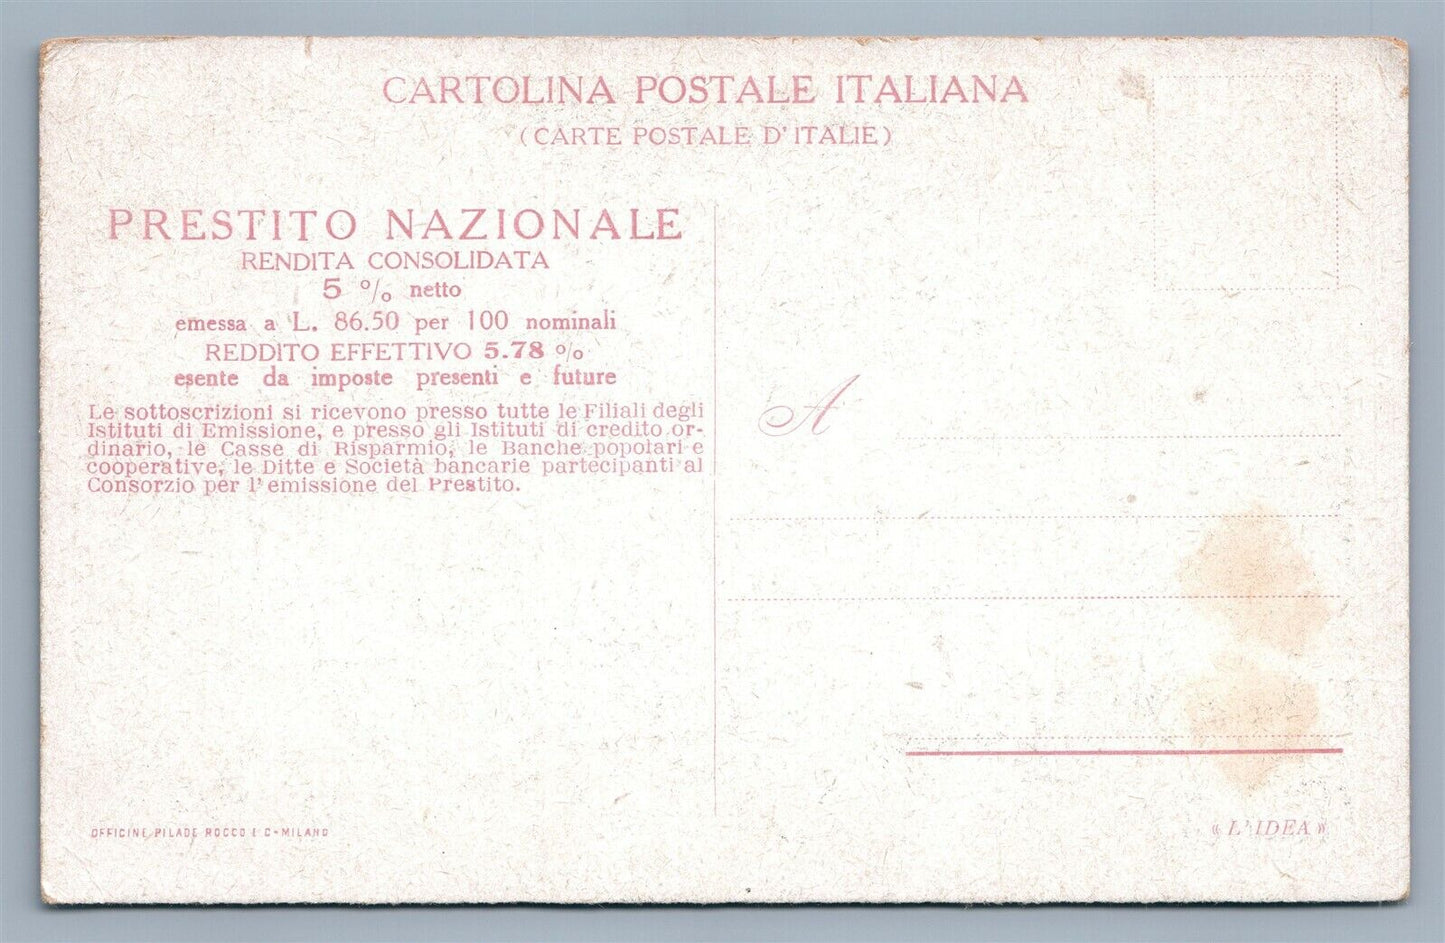 CARTOLINA POSTALE ITALIANA
(CARTE POSTALE D'ITALIE)
PRESTITO NAZIONALE
RENDITA CONSOLIDATA
5 % netto
emessa a L. 86.50 per 100 nominali
REDDITO EFFETTIVO 5.78 %
esente da imposte presenti e future
Le sottoscrizioni si ricevono presso tutte le Filiali degli
Istituti di Emissione, e presso gli Istituti di credito or-
dinario, le Casse di Risparmio, le Banche popolari e
cooperative, le Ditte e Società bancarie partecipanti al
Consorzio per l'emissione del Prestito.
A
OFFICINE PILADE ROCCO E C-MILANO
« L'IDEA »